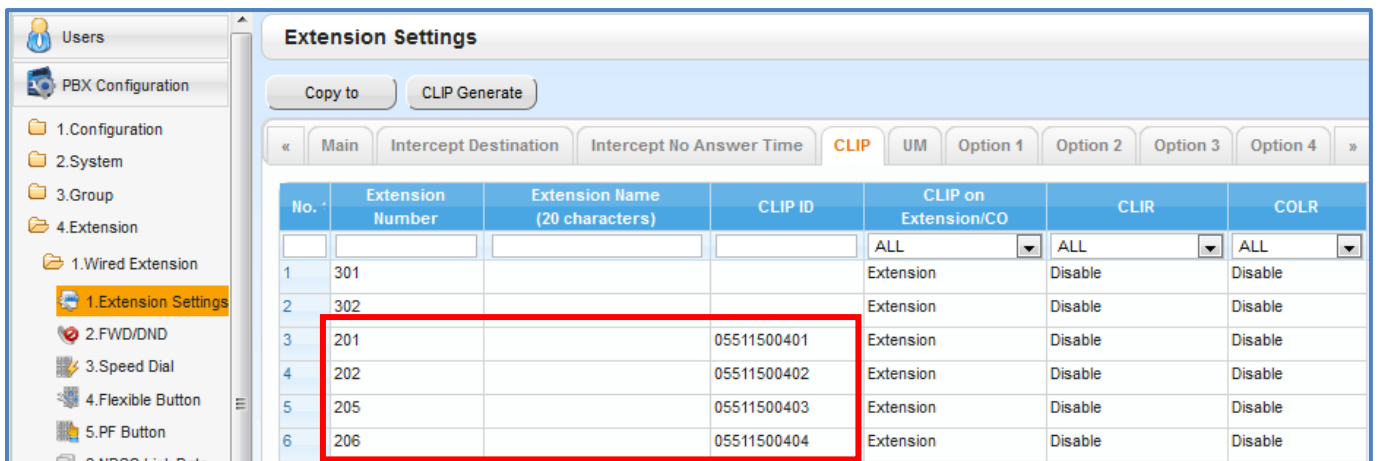 Users
PBX Configuration
1.Configuration
2.System
3.Group
4.Extension
1.Wired Extension
1.Extension Settings
2.FWD/DND
3.Speed Dial
4.Flexible Button
5.PF Button
Extension Settings
Copy to CLIP Generate
« Main Intercept Destination Intercept No Answer Time CLIP UM Option 1 Option 2 Option 3 Option 4 »
No. Extension Number Extension Name (20 characters) CLIP ID CLIP on Extension/CO CLIR COLR
ALL ALL ALL
1 301 Extension Disable Disable
2 302 Extension Disable Disable
3 201 05511500401 Extension Disable Disable
4 202 05511500402 Extension Disable Disable
5 205 05511500403 Extension Disable Disable
6 206 05511500404 Extension Disable Disable